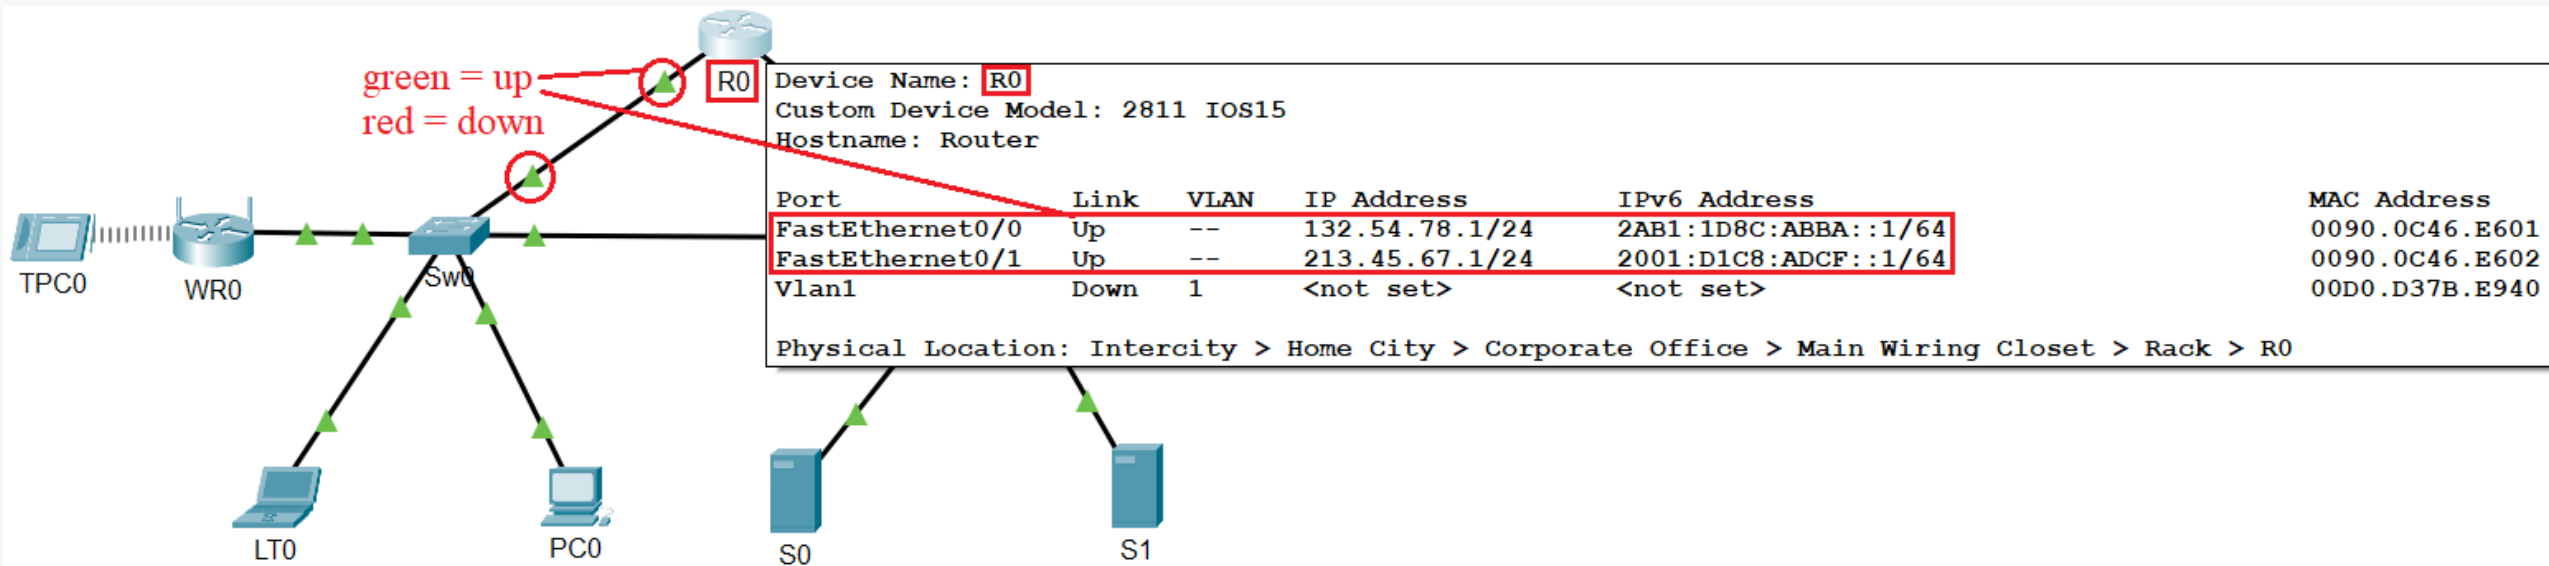 green = up
red = down
R0
Device Name: R0
Custom Device Model: 2811 IOS15
Hostname: Router
Port Link VLAN IP Address IPv6 Address MAC Address
FastEthernet0/0 Up -- 132.54.78.1/24 2AB1:1D8C:ABBA::1/64 0090.0C46.E601
FastEthernet0/1 Up -- 213.45.67.1/24 2001:D1C8:ADCF::1/64 0090.0C46.E602
Vlan1 Down 1 <not set> <not set> 00D0.D37B.E940
Physical Location: Intercity > Home City > Corporate Office > Main Wiring Closet > Rack > R0
TPC0
WR0
Sw0
LT0
PC0
S0
S1